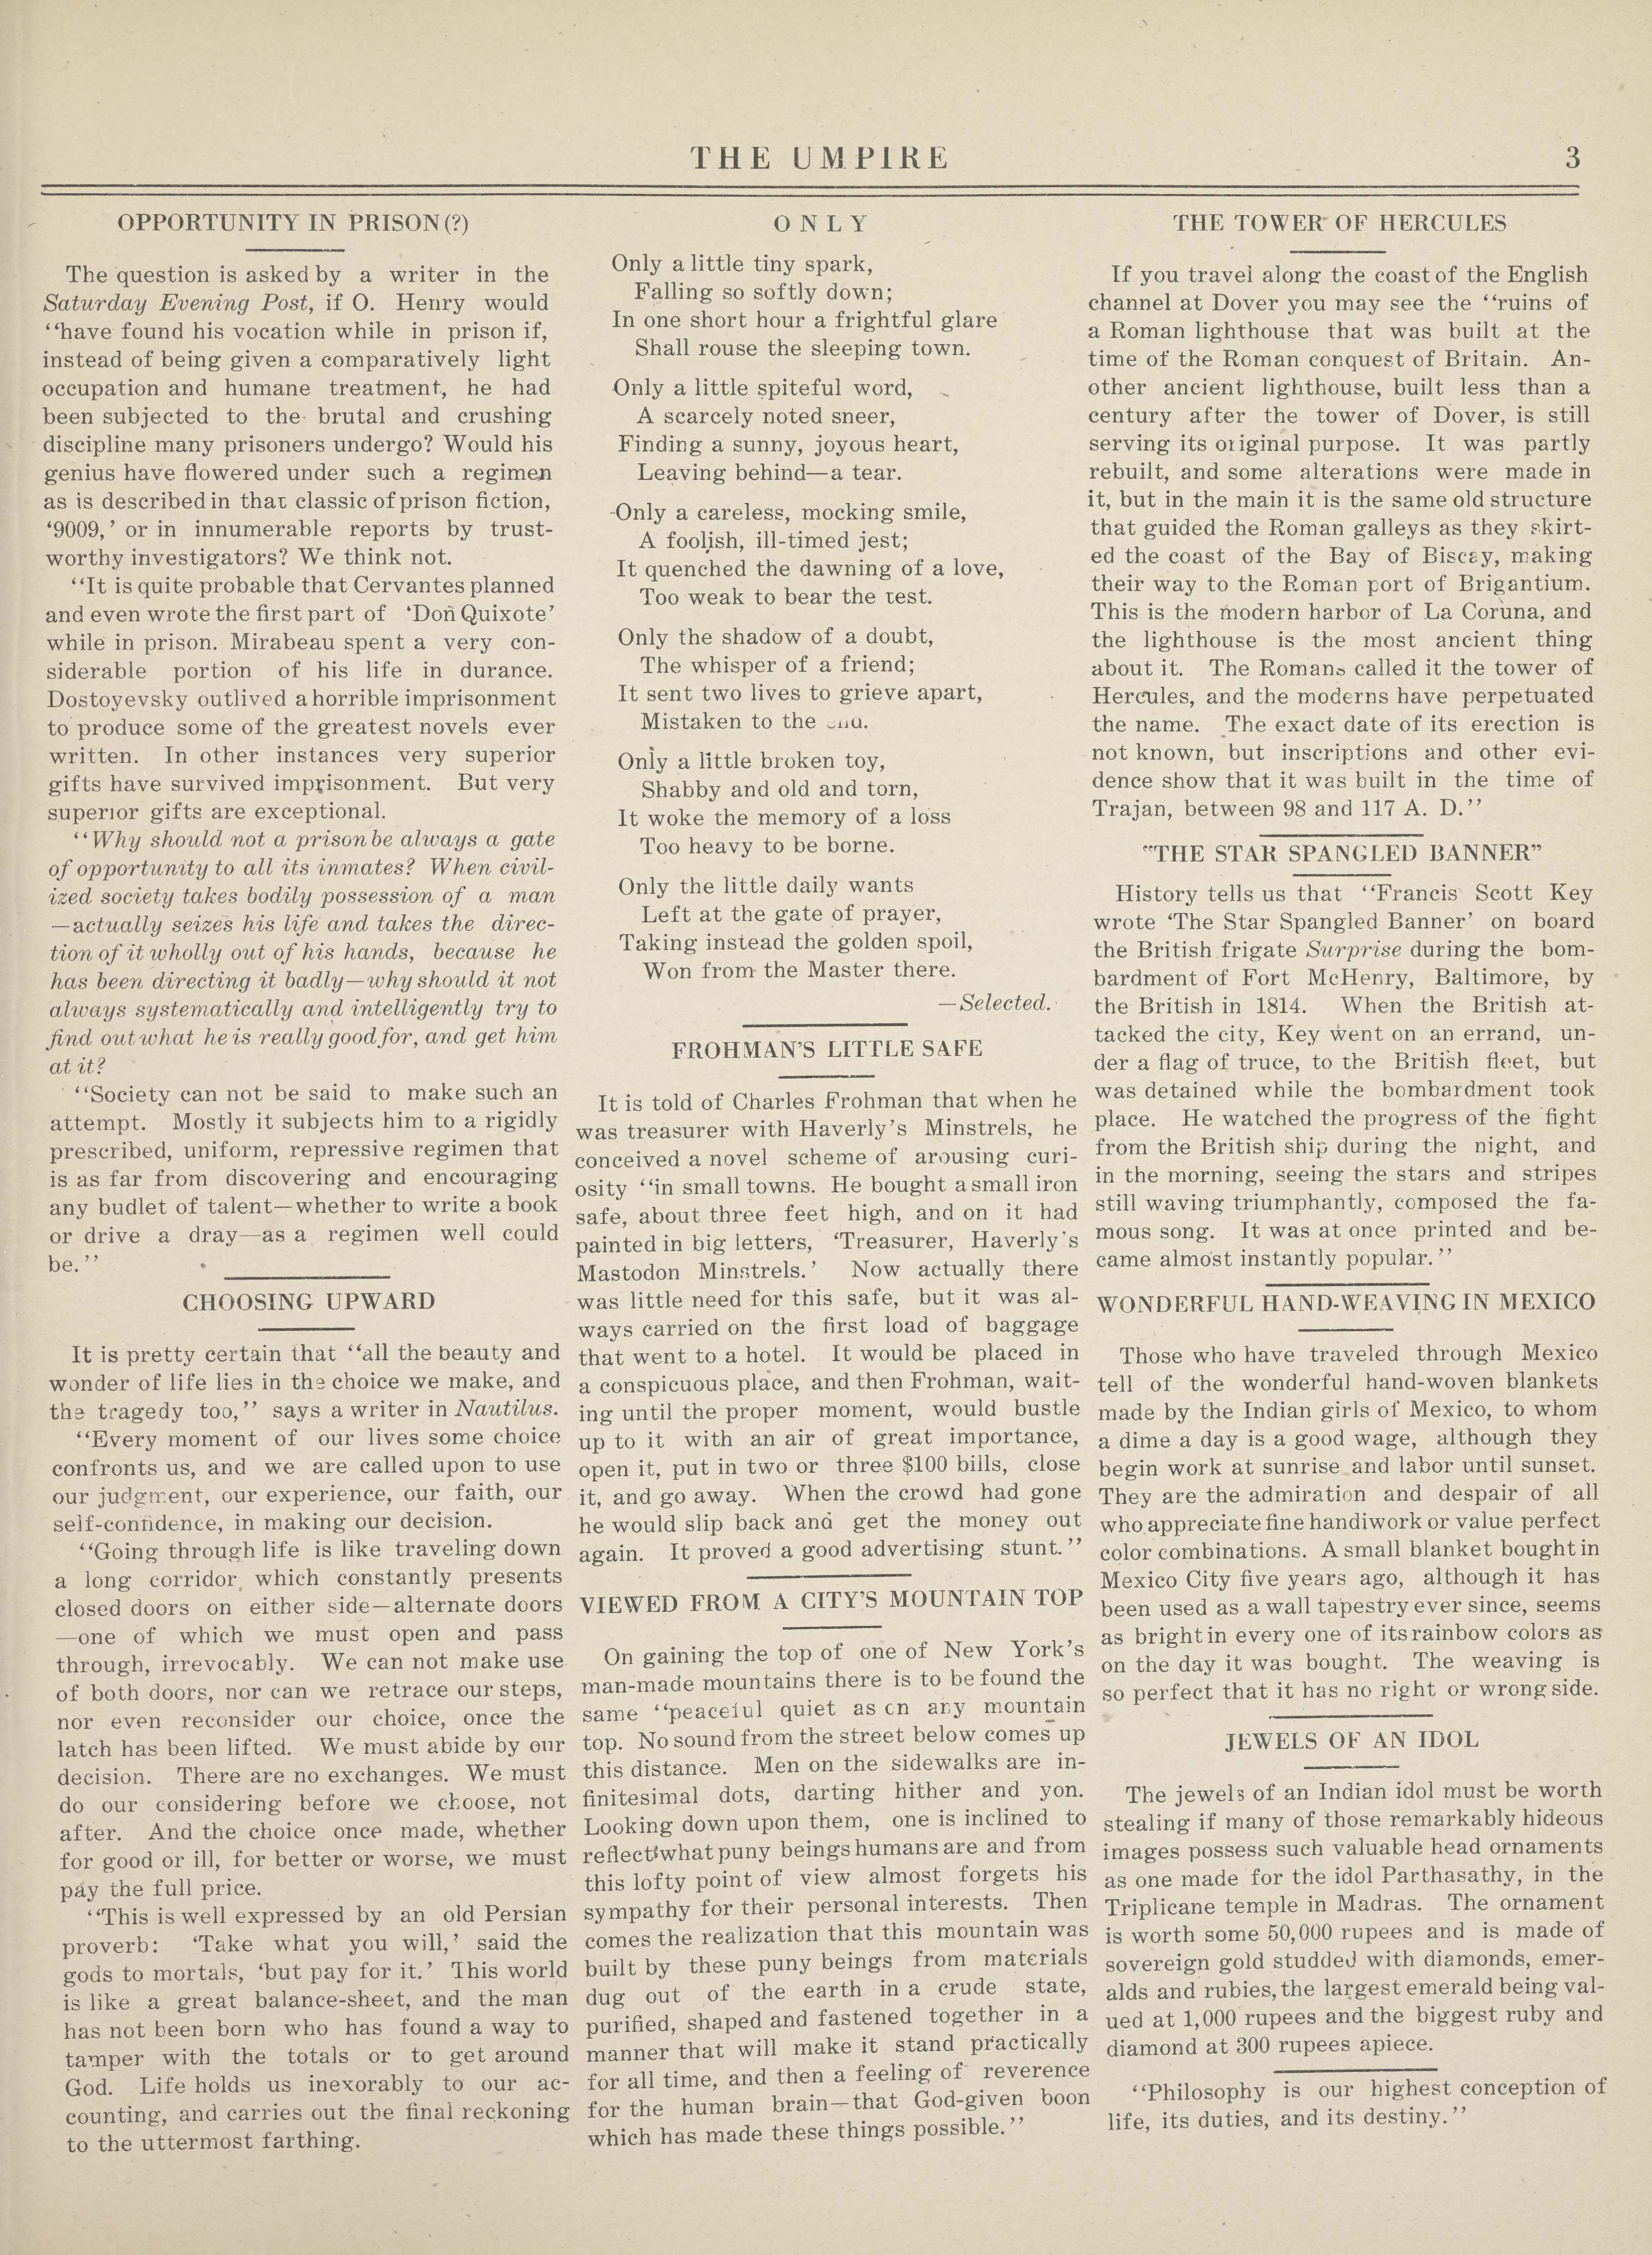 THE UMPIRE
3
OPPORTUNITY IN PRISON(?)
The question is asked by a writer in the
Saturday Evening Post, if O. Henry would
"have found his vocation while in prison if,
instead of being given a comparatively light
occupation and humane treatment, he had
been subjected to the brutal and crushing
discipline many prisoners undergo? Would his
genius have flowered under such a regimen
as is described in that classic of prison fiction,
'9009,' or in innumerable reports by trust-
worthy investigators? We think not.
"It is quite probable that Cervantes planned
and even wrote the first part of 'Don Quixote'
while in prison. Mirabeau spent a very con-
siderable portion of his life in durance.
Dostoyevsky outlived a horrible imprisonment
to produce some of the greatest novels ever
written. In other instances very superior
gifts have survived imprisonment. But very
superior gifts are exceptional.
"Why should not a prison be always a gate
of opportunity to all its inmates? When civil-
ized society takes bodily possession of a man
—actually seizes his life and takes the direc-
tion of it wholly out of his hands, because he
has been directing it badly—why should it not
always systematically and intelligently try to
find out what he is really good for, and get him
at it?
"Society can not be said to make such an
attempt. Mostly it subjects him to a rigidly
prescribed, uniform, repressive regimen that
is as far from discovering and encouraging
any budlet of talent—whether to write a book
or drive a dray—as a regimen well could
be."
CHOOSING UPWARD
It is pretty certain that "all the beauty and
wonder of life lies in the choice we make, and
the tragedy too," says a writer in Nautilus.
"Every moment of our lives some choice
confronts us, and we are called upon to use
our judgment, our experience, our faith, our
self-confidence, in making our decision.
"Going through life is like traveling down
a long corridor which constantly presents
closed doors on either side—alternate doors
—one of which we must open and pass
through, irrevocably. We can not make use
of both doors, nor can we retrace our steps,
nor even reconsider our choice, once the
latch has been lifted. We must abide by our
decision. There are no exchanges. We must
do our considering before we choose, not
after. And the choice once made, whether
for good or ill, for better or worse, we must
pay the full price.
"This is well expressed by an old Persian
proverb: 'Take what you will,' said the
gods to mortals, 'but pay for it.' This world
is like a great balance-sheet, and the man
has not been born who has found a way to
tamper with the totals or to get around
God. Life holds us inexorably to our ac-
counting, and carries out the final reckoning
to the uttermost farthing.
ONLY
Only a little tiny spark,
Falling so softly down;
In one short hour a frightful glare
Shall rouse the sleeping town.
Only a little spiteful word,
A scarcely noted sneer,
Finding a sunny, joyous heart,
Leaving behind—a tear.
Only a careless, mocking smile,
A foolish, ill-timed jest;
It quenched the dawning of a love,
Too weak to bear the test.
Only the shadow of a doubt,
The whisper of a friend;
It sent two lives to grieve apart,
Mistaken to the end.
Only a little broken toy,
Shabby and old and torn,
It woke the memory of a loss
Too heavy to be borne.
Only the little daily wants
Left at the gate of prayer,
Taking instead the golden spoil,
Won from the Master there.
—Selected.
FROHMAN'S LITTLE SAFE
It is told of Charles Frohman that when he
was treasurer with Haverly's Minstrels, he
conceived a novel scheme of arousing curi-
osity "in small towns. He bought a small iron
safe, about three feet high, and on it had
painted in big letters, 'Treasurer, Haverly's
Mastodon Minstrels.' Now actually there
was little need for this safe, but it was al-
ways carried on the first load of baggage
that went to a hotel. It would be placed in
a conspicuous place, and then Frohman, wait-
ing until the proper moment, would bustle
up to it with an air of great importance,
open it, put in two or three $100 bills, close
it, and go away. When the crowd had gone
he would slip back and get the money out
again. It proved a good advertising stunt."
VIEWED FROM A CITY'S MOUNTAIN TOP
On gaining the top of one of New York's
man-made mountains there is to be found the
same "peaceful quiet as on any mountain
top. No sound from the street below comes up
this distance. Men on the sidewalks are in-
finitesimal dots, darting hither and yon.
Looking down upon them, one is inclined to
reflect what puny beings humans are and from
this lofty point of view almost forgets his
sympathy for their personal interests. Then
comes the realization that this mountain was
built by these puny beings from materials
dug out of the earth in a crude state,
purified, shaped and fastened together in a
manner that will make it stand practically
for all time, and then a feeling of reverence
for the human brain—that God-given boon
which has made these things possible."
THE TOWER OF HERCULES
If you travel along the coast of the English
channel at Dover you may see the "ruins of
a Roman lighthouse that was built at the
time of the Roman conquest of Britain. An-
other ancient lighthouse, built less than a
century after the tower of Dover, is still
serving its original purpose. It was partly
rebuilt, and some alterations were made in
it, but in the main it is the same old structure
that guided the Roman galleys as they skirt-
ed the coast of the Bay of Biscay, making
their way to the Roman port of Brigantium.
This is the modern harbor of La Coruna, and
the lighthouse is the most ancient thing
about it. The Romans called it the tower of
Hercules, and the moderns have perpetuated
the name. The exact date of its erection is
not known, but inscriptions and other evi-
dence show that it was built in the time of
Trajan, between 98 and 117 A. D."
"THE STAR SPANGLED BANNER"
History tells us that "Francis Scott Key
wrote 'The Star Spangled Banner' on board
the British frigate Surprise during the bom-
bardment of Fort McHenry, Baltimore, by
the British in 1814. When the British at-
tacked the city, Key went on an errand, un-
der a flag of truce, to the British fleet, but
was detained while the bombardment took
place. He watched the progress of the fight
from the British ship during the night, and
in the morning, seeing the stars and stripes
still waving triumphantly, composed the fa-
mous song. It was at once printed and be-
came almost instantly popular."
WONDERFUL HAND-WEAVING IN MEXICO
Those who have traveled through Mexico
tell of the wonderful hand-woven blankets
made by the Indian girls of Mexico, to whom
a dime a day is a good wage, although they
begin work at sunrise and labor until sunset.
They are the admiration and despair of all
who appreciate fine handiwork or value perfect
color combinations. A small blanket bought in
Mexico City five years ago, although it has
been used as a wall tapestry ever since, seems
as bright in every one of its rainbow colors as
on the day it was bought. The weaving is
so perfect that it has no right or wrong side.
JEWELS OF AN IDOL
The jewels of an Indian idol must be worth
stealing if many of those remarkably hideous
images possess such valuable head ornaments
as one made for the idol Parthasathy, in the
Triplicane temple in Madras. The ornament
is worth some 50,000 rupees and is made of
sovereign gold studded with diamonds, emer-
alds and rubies, the largest emerald being val-
ued at 1,000 rupees and the biggest ruby and
diamond at 300 rupees apiece.
"Philosophy is our highest conception of
life, its duties, and its destiny."